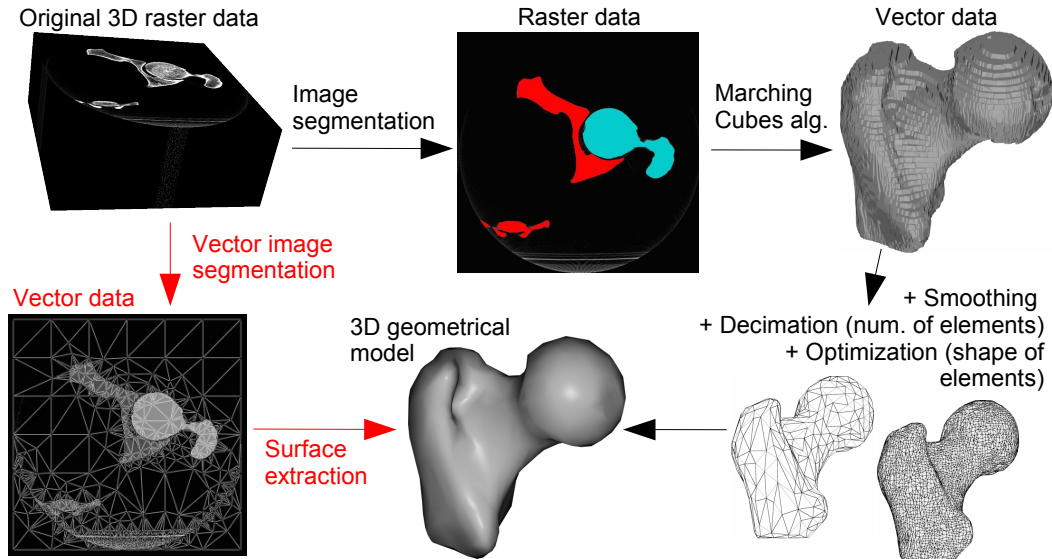 Original 3D raster data
Raster data
Vector data
Image
segmentation
Marching
Cubes alg.
Vector image
segmentation
Vector data
3D geometrical
model
+ Smoothing
+ Decimation (num. of elements)
+ Optimization (shape of
elements)
Surface
extraction